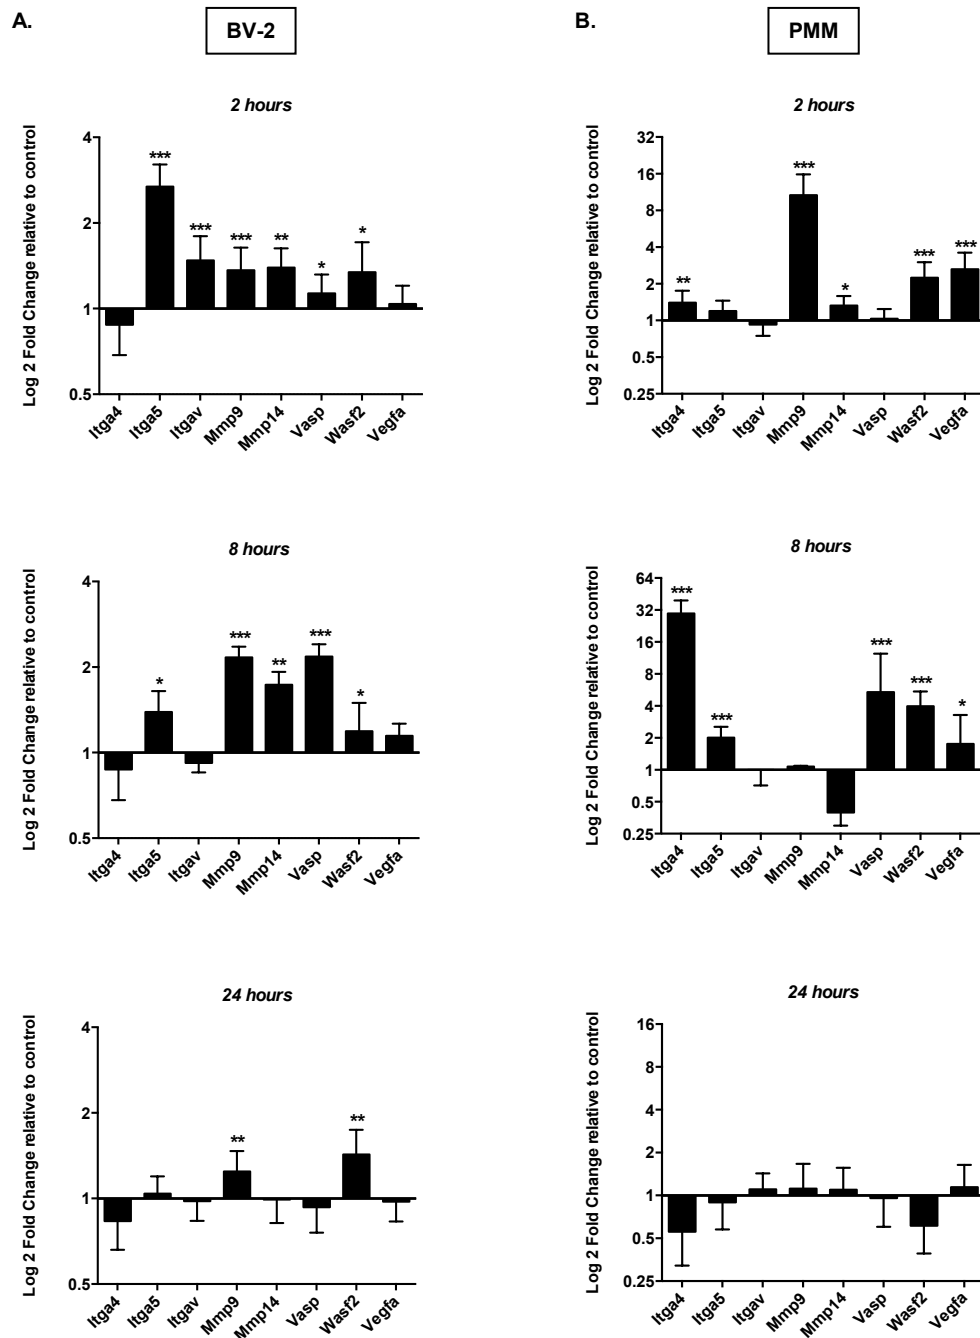 A.
BV-2
2 hours
Log 2 Fold Change relative to control
4
2
1
0.5
***
***
***
**
*
*
Itga4
Itga5
Itgav
Mmp9
Mmp14
Vasp
Wasf2
Vegfa
8 hours
Log 2 Fold Change relative to control
4
2
1
0.5
*
***
**
***
*
Itga4
Itga5
Itgav
Mmp9
Mmp14
Vasp
Wasf2
Vegfa
24 hours
Log 2 Fold Change relative to control
4
2
1
0.5
**
**
Itga4
Itga5
Itgav
Mmp9
Mmp14
Vasp
Wasf2
Vegfa
B.
PMM
2 hours
Log 2 Fold Change relative to control
32
16
8
4
2
1
0.5
0.25
**
***
*
***
***
Itga4
Itga5
Itgav
Mmp9
Mmp14
Vasp
Wasf2
Vegfa
8 hours
Log 2 Fold Change relative to control
64
32
16
8
4
2
1
0.5
0.25
***
***
***
***
*
Itga4
Itga5
Itgav
Mmp9
Mmp14
Vasp
Wasf2
Vegfa
24 hours
Log 2 Fold Change relative to control
16
8
4
2
1
0.5
0.25
Itga4
Itga5
Itgav
Mmp9
Mmp14
Vasp
Wasf2
Vegfa